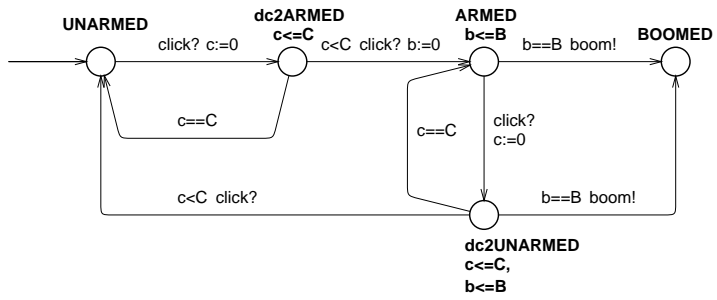 UNARMED
dc2ARMED
c<=C
ARMED
b<=B
BOOMED
click? c:=0
c<C click? b:=0
b==B boom!
c==C
c==C
click?
c:=0
c<C click?
b==B boom!
dc2UNARMED
c<=C,
b<=B